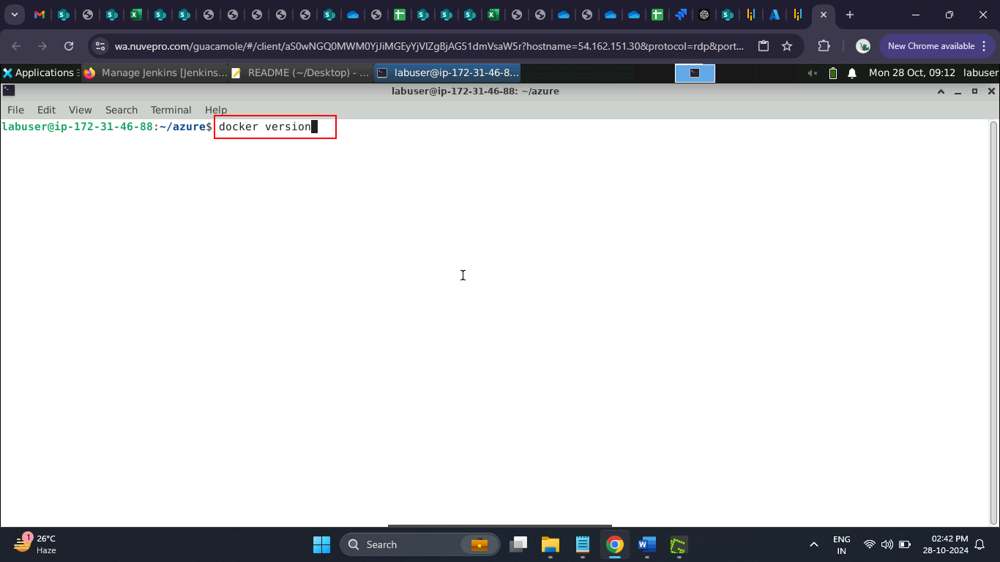 wa.nuvepro.com/guacamole/#/client/aS0wNGQ0MWM0YjJiMGEyYjVlZgBjAG51dmVsaW5r?hostname=54.162.151.30&protocol=rdp&port...
New Chrome available
Applications
Manage Jenkins [Jenkins...
README (~/Desktop) - ...
labuser@ip-172-31-46-8...
Mon 28 Oct, 09:12
labuser
labuser@ip-172-31-46-88: ~/azure
File Edit View Search Terminal Help
labuser@ip-172-31-46-88:~/azure$ docker version
1
26°C
Haze
Search
ENG
IN
02:42 PM
28-10-2024